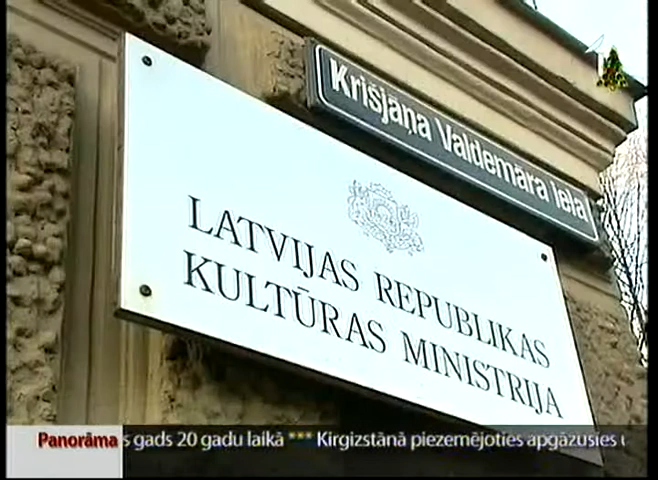 Krišjāņa Valdemāra iela
LATVIJAS REPUBLIKAS
KULTŪRAS MINISTRIJA
Panorāma s gads 20 gadu laikā *** Kirgizstānā piezemējoties apgāzusies